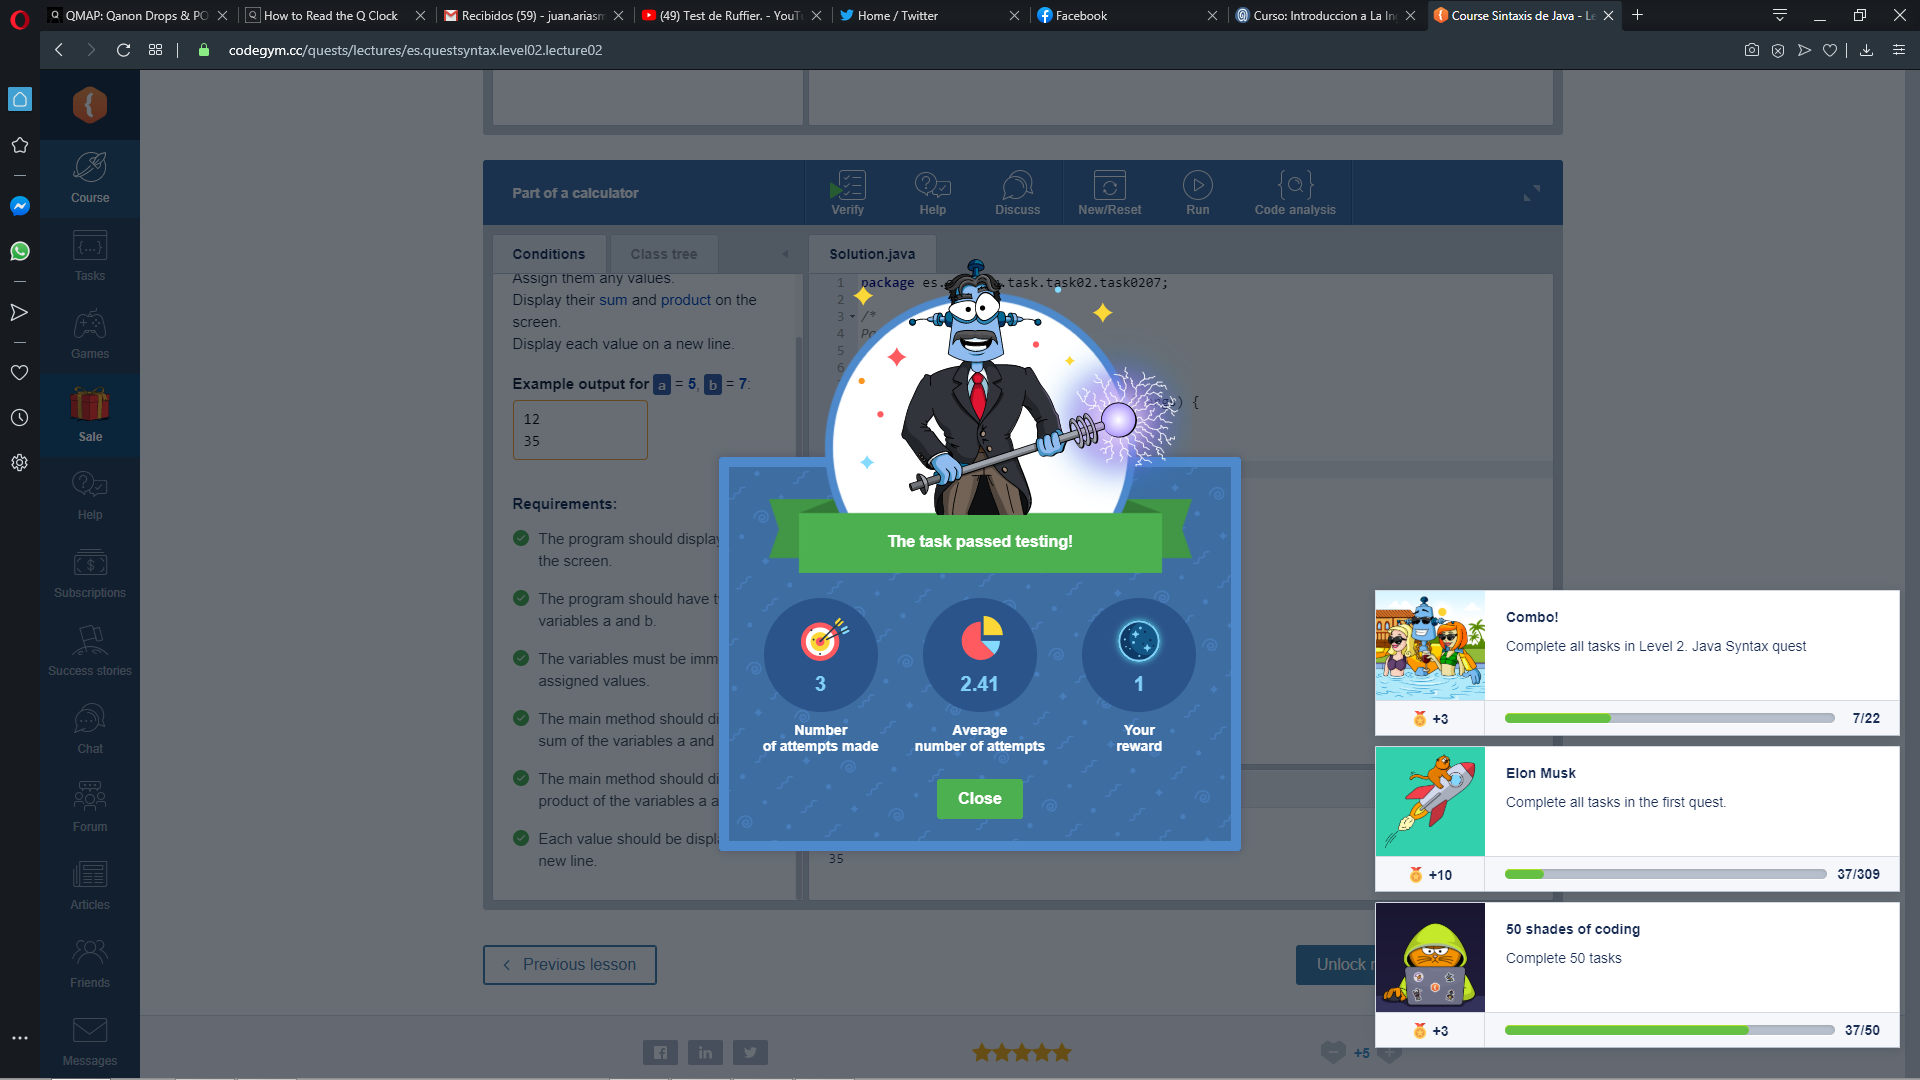 QMAP: Qanon Drops & PO
How to Read the Q Clock
Recibidos (59) - juan.ariasm
(49) Test de Ruffier. - YouT
Home / Twitter
Facebook
Curso: Introduccion a La In
Course Sintaxis de Java - Le
codegym.cc/quests/lectures/es.questsyntax.level02.lecture02
Course
Tasks
Games
Sale
Help
Subscriptions
Success stories
Chat
Forum
Articles
Friends
Messages
Part of a calculator
Verify
Help
Discuss
New/Reset
Run
Code analysis
Conditions
Class tree
Solution.java
Assign them any values.
Display their sum and product on the
screen.
Display each value on a new line.
Example output for a = 5, b = 7:
12
35
Requirements:
The program should display
the screen.
The program should have
variables a and b.
The variables must be imm
assigned values.
The main method should di
sum of the variables a and
The main method should di
product of the variables a a
Each value should be displ
new line.
1 package es. .task.task02.task0207;
2
3 /*
4
5
6
) {
35
The task passed testing!
3
Number
of attempts made
2.41
Average
number of attempts
1
Your
reward
Close
Combo!
Complete all tasks in Level 2. Java Syntax quest
+3
7/22
Elon Musk
Complete all tasks in the first quest.
+10
37/309
50 shades of coding
Complete 50 tasks
+3
37/50
Previous lesson
Unlock
+5